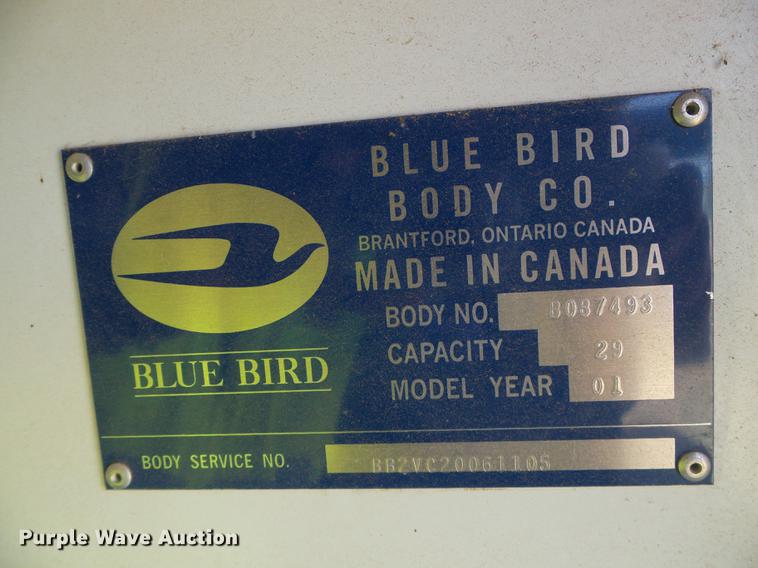 BLUE BIRD
BODY CO.
BRANTFORD, ONTARIO CANADA
MADE IN CANADA
BODY NO. B087493
CAPACITY 29
MODEL YEAR 01
BLUE BIRD
BODY SERVICE NO. BB2VC20061105
Purple Wave Auction